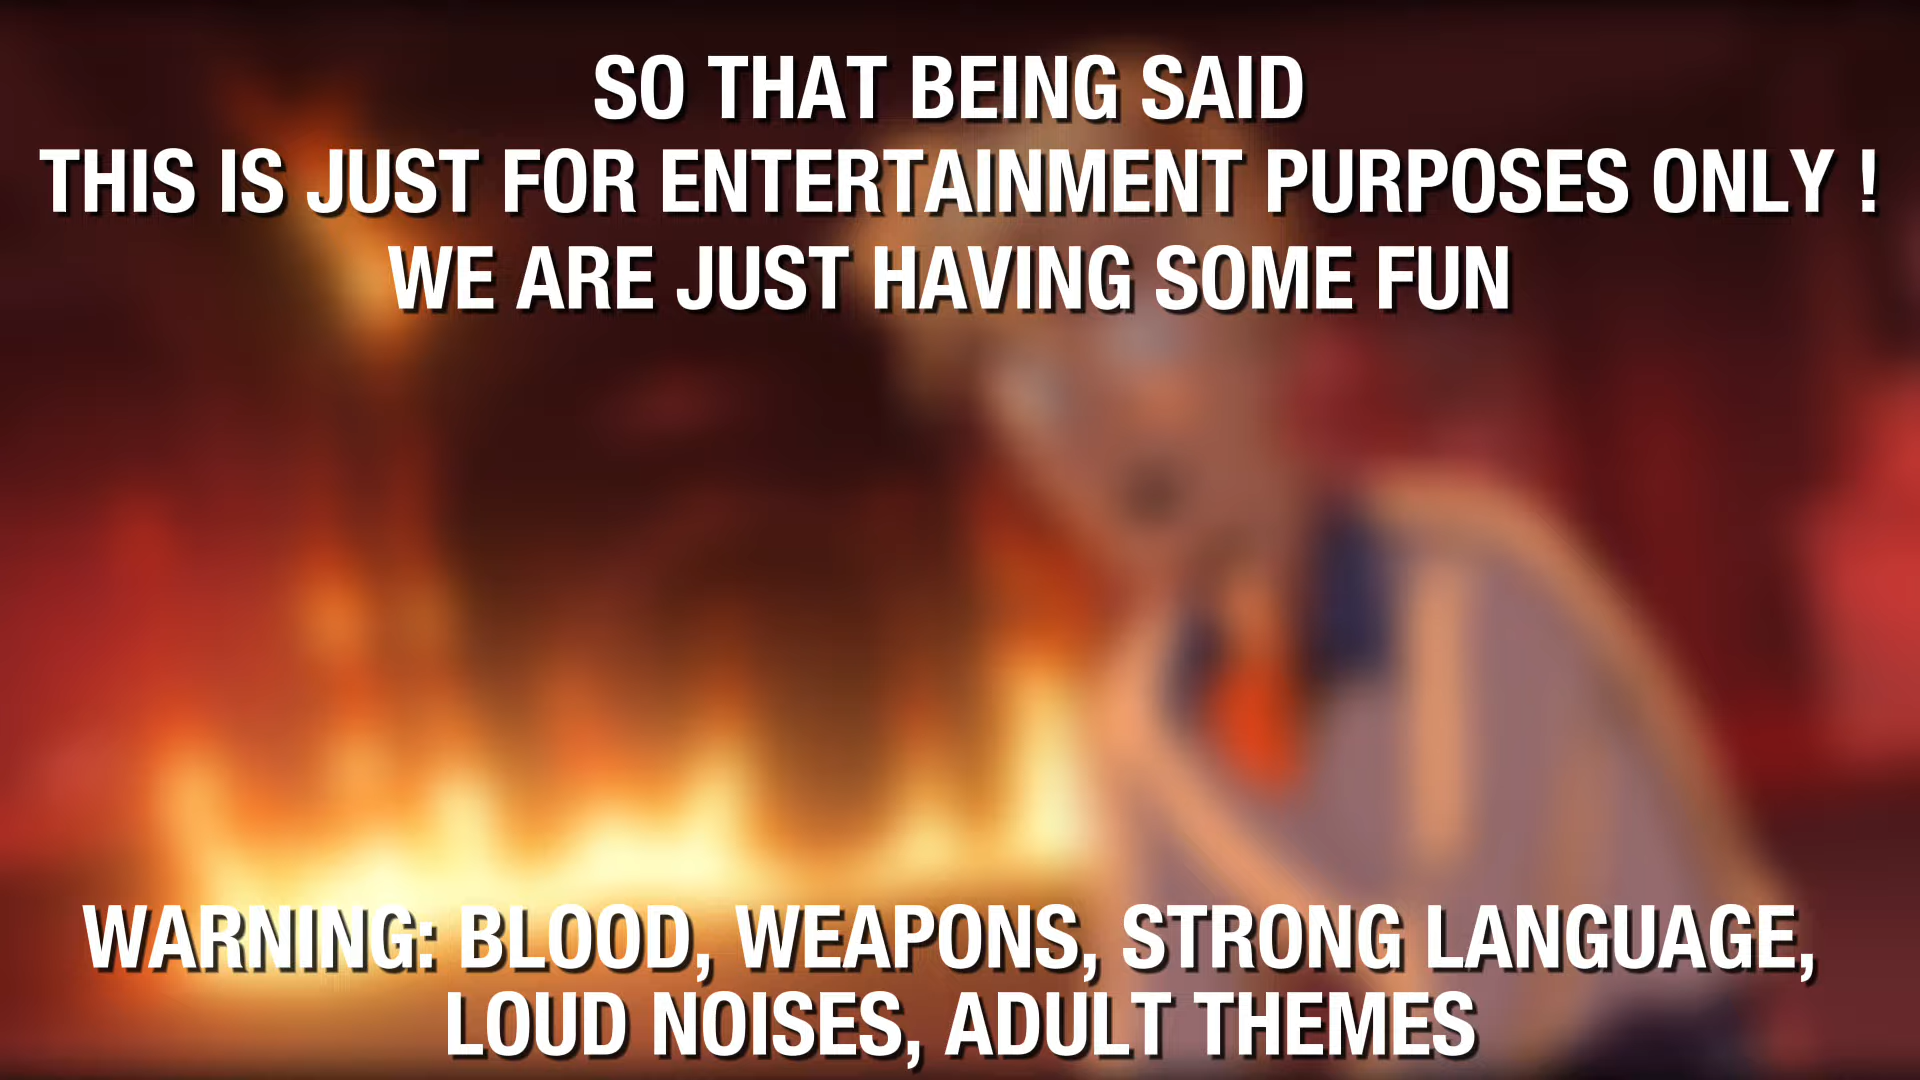 SO THAT BEING SAID
THIS IS JUST FOR ENTERTAINMENT PURPOSES ONLY !
WE ARE JUST HAVING SOME FUN
WARNING: BLOOD, WEAPONS, STRONG LANGUAGE,
LOUD NOISES, ADULT THEMES